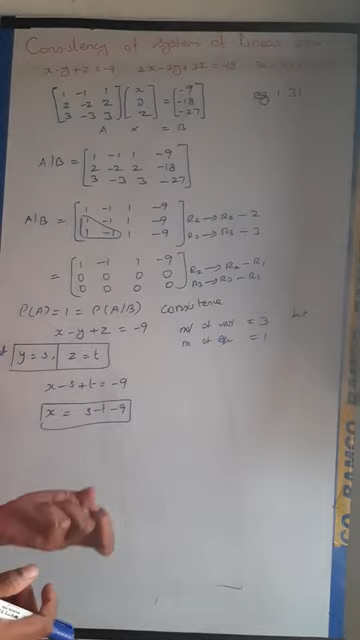 Consistency of System of Linear
x-y+z=-9 2x-2y+2z=-18
[1 -1 1; 2 -2 2; 3 -3 3] [x; y; z] = [-9; -18; -27] eg 1.31
A x = B
A/B = [1 -1 1 -9; 2 -2 2 -18; 3 -3 3 -27]
A/B = [1 -1 1 -9; 1 -1 1 -9; 1 -1 1 -9] R2→R2÷2 R3→R3÷3
= [1 -1 1 -9; 0 0 0 0; 0 0 0 0] R2→R2-R1 R3→R3-R1
ρ(A)=1=ρ(A/B) consistence
x-y+z=-9 no/ of var = 3
no of eqn = 1
y=s, z=t
x-s+t=-9
x = s-t-9